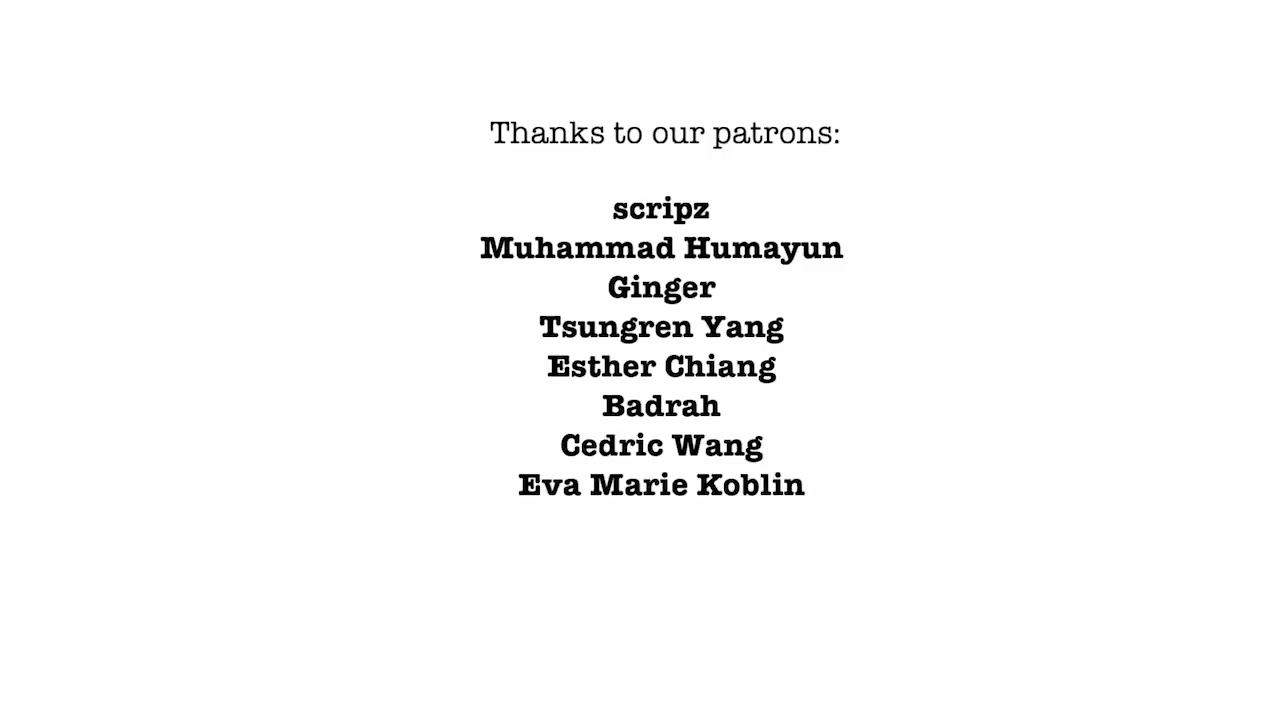 Thanks to our patrons:
scripz
Muhammad Humayun
Ginger
Tsungren Yang
Esther Chiang
Badrah
Cedric Wang
Eva Marie Koblin